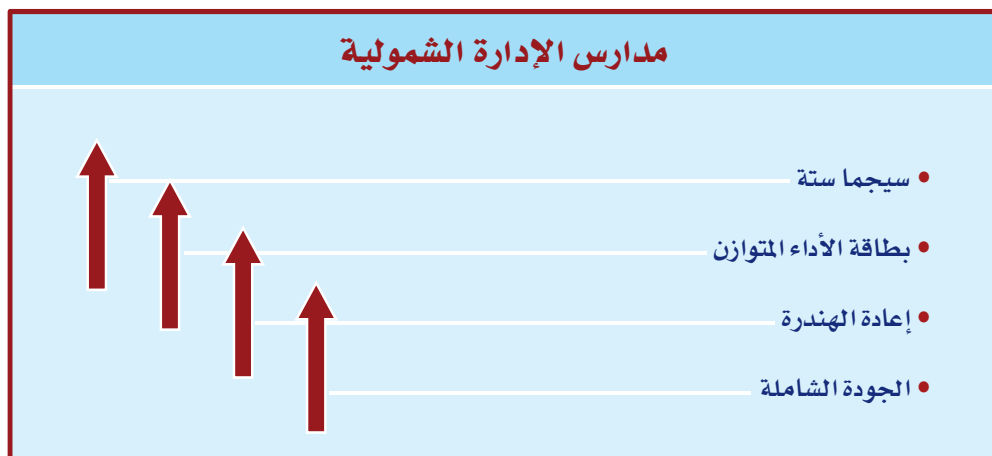 مدارس الإدارة الشمولية
• سيجما ستة
• بطاقة الأداء المتوازن
• إعادة الهندرة
• الجودة الشاملة